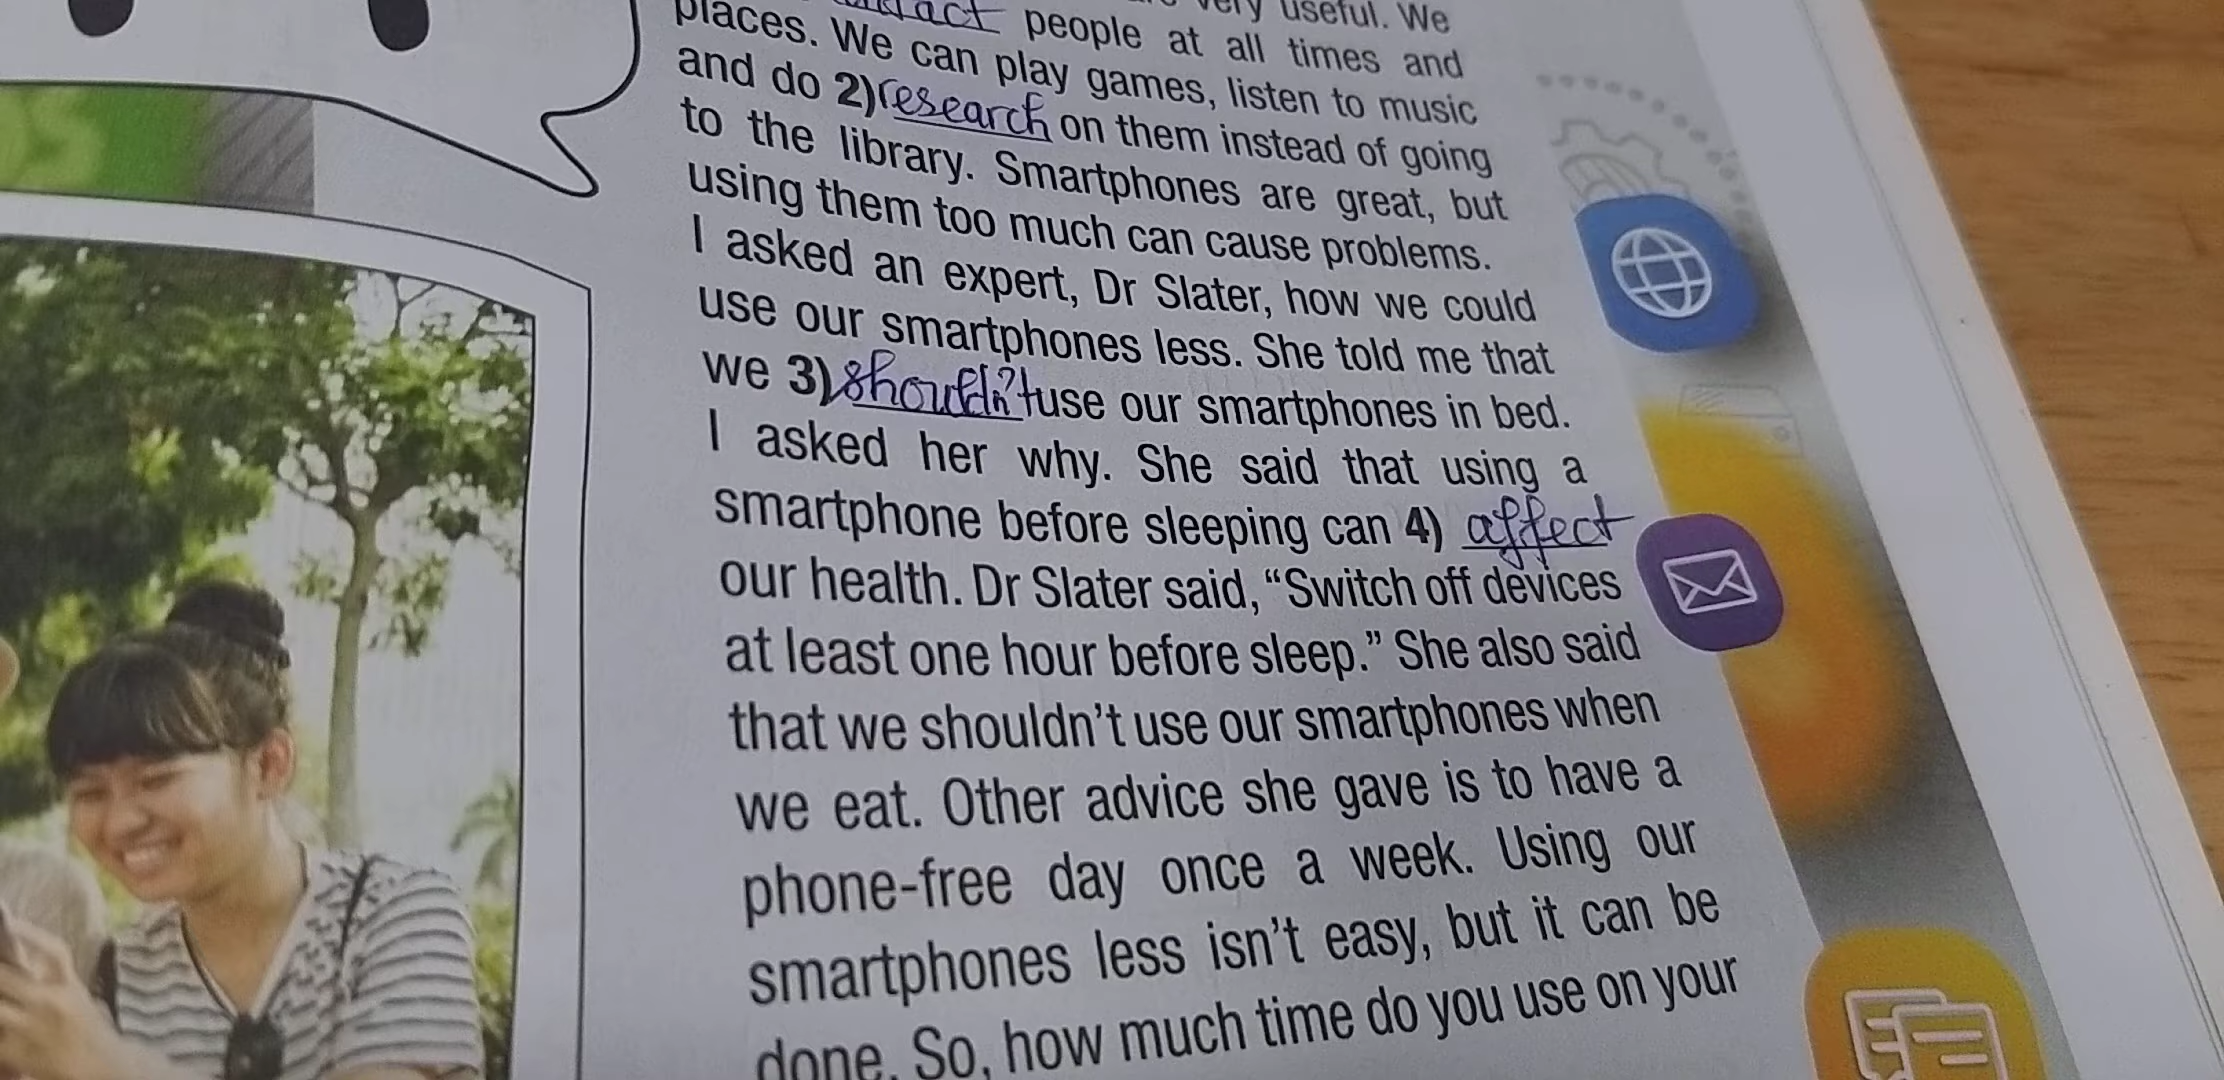 very useful. We
people at all times and
places. We can play games, listen to music
and do 2) research on them instead of going
to the library. Smartphones are great, but
using them too much can cause problems.
I asked an expert, Dr Slater, how we could
use our smartphones less. She told me that
we 3) shouldn't use our smartphones in bed.
I asked her why. She said that using a
smartphone before sleeping can 4) affect
our health. Dr Slater said, “Switch off devices
at least one hour before sleep.” She also said
that we shouldn’t use our smartphones when
we eat. Other advice she gave is to have a
phone-free day once a week. Using our
smartphones less isn’t easy, but it can be
done. So, how much time do you use on your